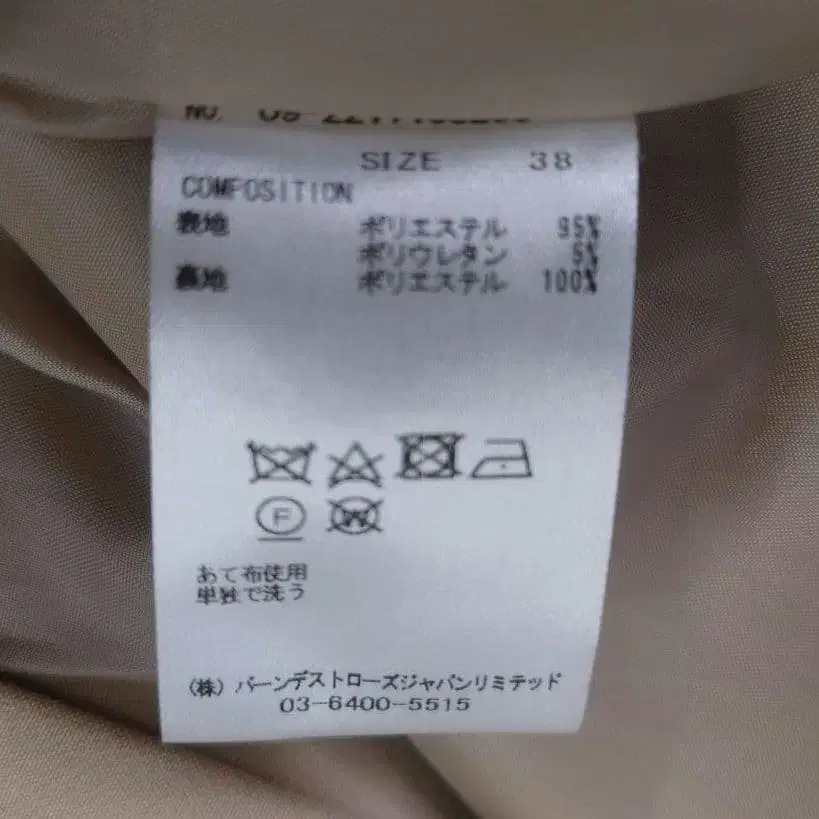 SIZE 38
COMPOSITION
表地 ポリエステル 95%
ポリウレタン 5%
裏地 ポリエステル 100%
F
W
あて布使用
単独で洗う
(株) バーンデストローズジャパンリミテッド
03-6400-5515